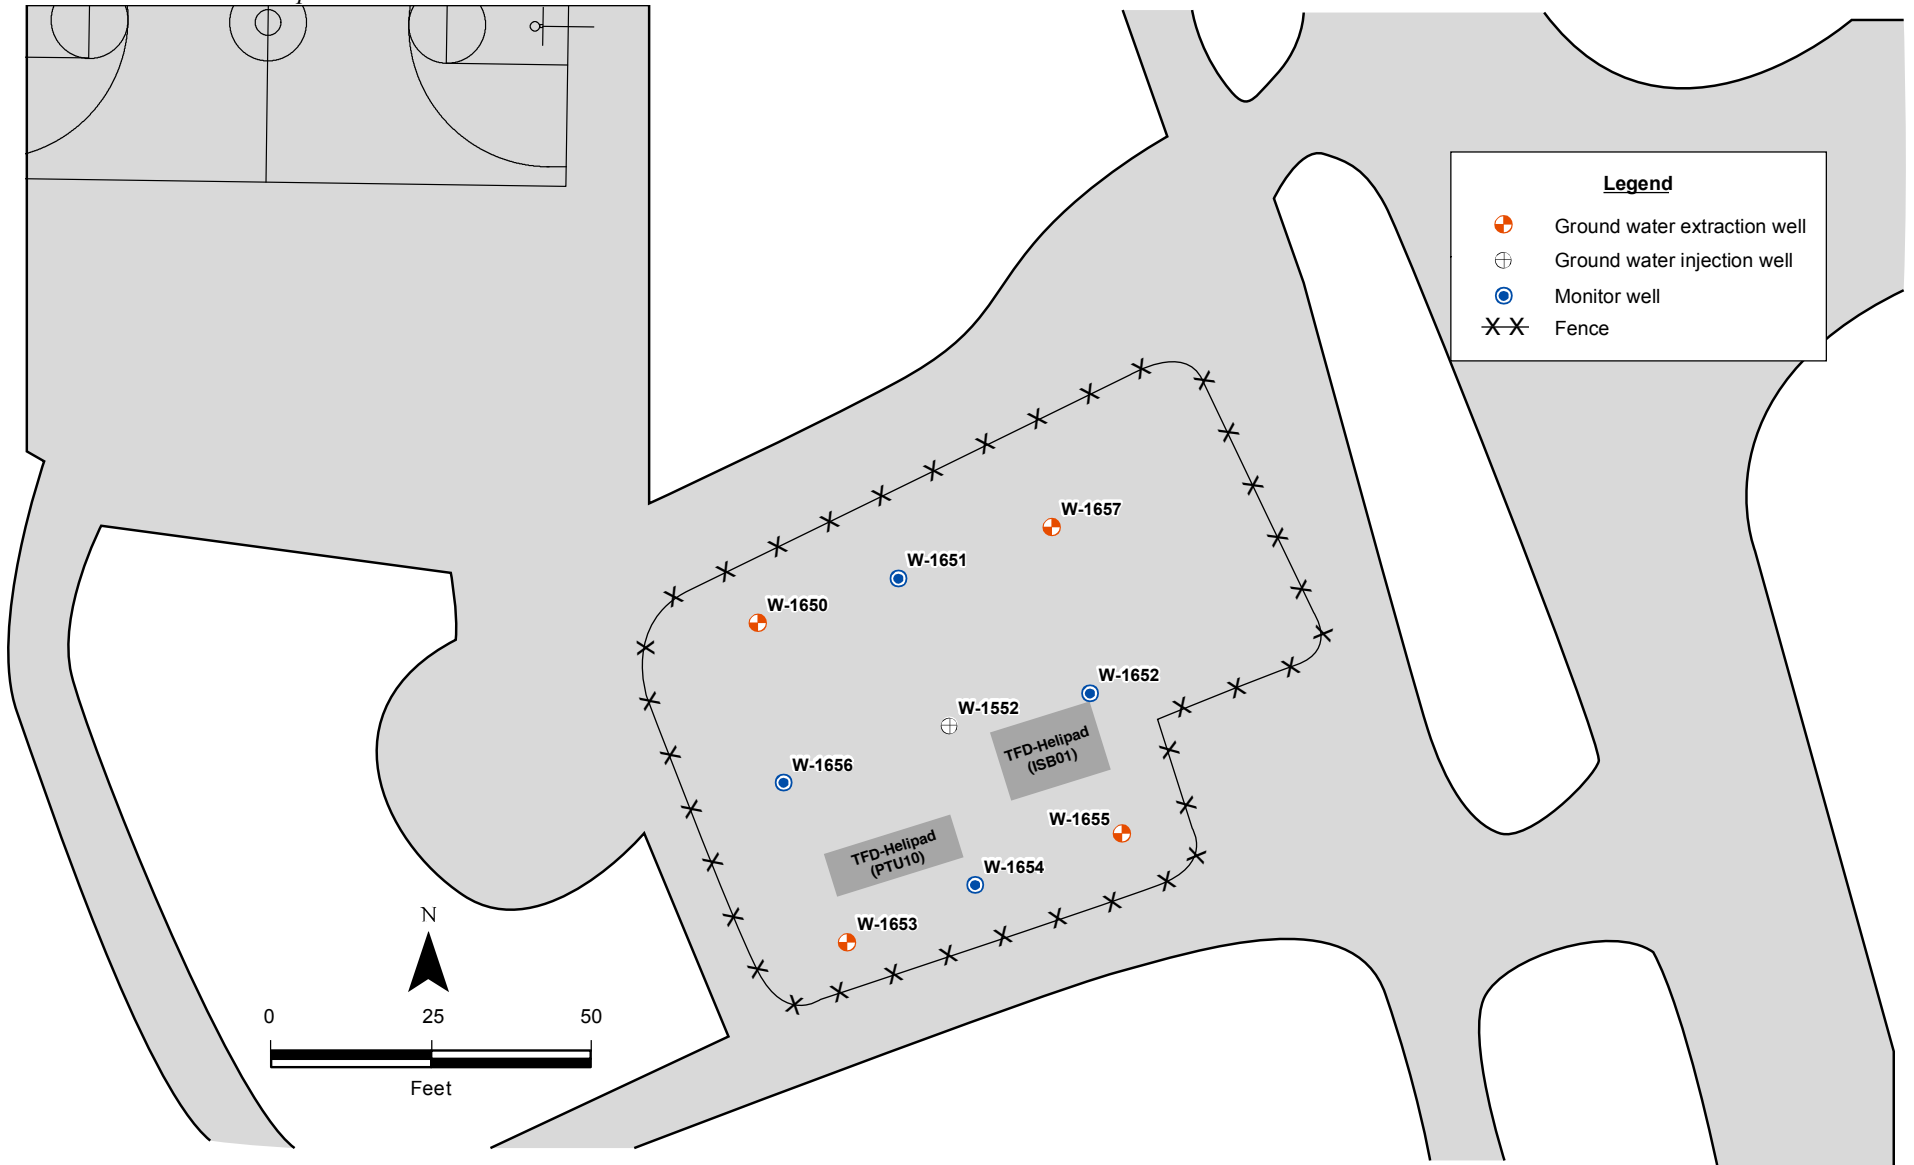 Legend
Ground water extraction well
Ground water injection well
Monitor well
Fence
W-1657
W-1651
W-1650
W-1652
W-1552
TFD-Helipad
(ISB01)
W-1656
W-1655
TFD-Helipad
(PTU10)
W-1654
W-1653
N
0 25 50
Feet